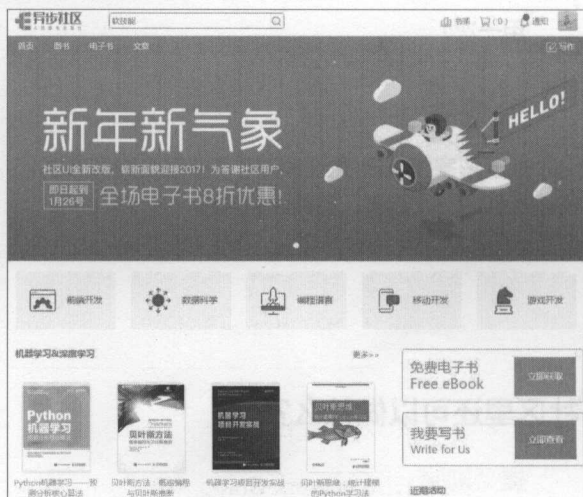 异步社区
软技能
(0) 通知
首页 图书 电子书 文章 写作
新年新气象
HELLO!
社区UI全新改版，崭新面貌迎接2017！为答谢社区用户，
即日起到
1月26号
全场电子书8折优惠!
前端开发 数据科学 编程语言 移动开发 游戏开发
机器学习&深度学习 更多>>
免费电子书
Free eBook
立即获取
我要写书
Write for Us
立即查看
Python
机器学习
贝叶斯方法
机器学习
项目开发实战
贝叶斯思维
Python机器学习——预测分析核心算法
贝叶斯方法：概率编程与贝叶斯推断
机器学习项目开发实战
贝叶斯思维：统计建模的Python学习法
近期活动